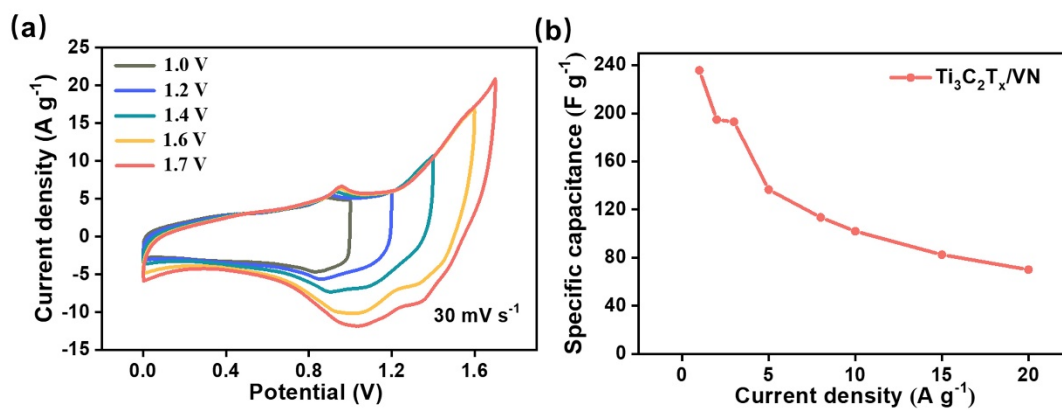 (a)
Current density (A g⁻¹)
25
20
15
10
5
0
-5
-10
-15
1.0 V
1.2 V
1.4 V
1.6 V
1.7 V
30 mV s⁻¹
0.0 0.4 0.8 1.2 1.6
Potential (V)
(b)
Specific capacitance (F g⁻¹)
240
200
160
120
80
40
0
Ti₃C₂Tₓ/VN
0 5 10 15 20
Current density (A g⁻¹)